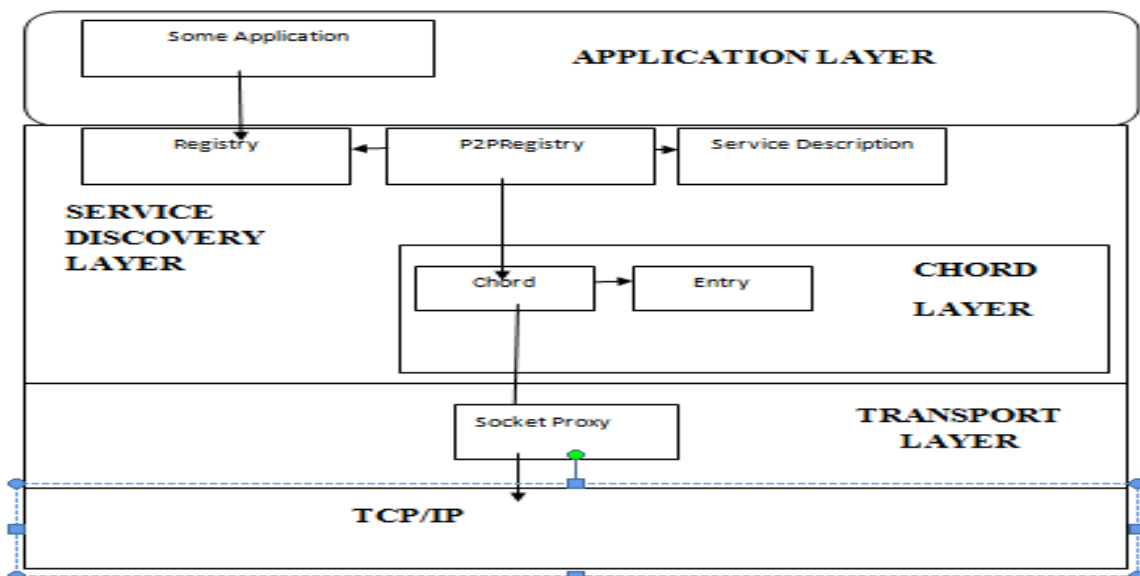 Some Application
APPLICATION LAYER
Registry
P2PRegistry
Service Description
SERVICE
DISCOVERY
LAYER
Chord
Entry
CHORD
LAYER
Socket Proxy
TRANSPORT
LAYER
TCP/IP